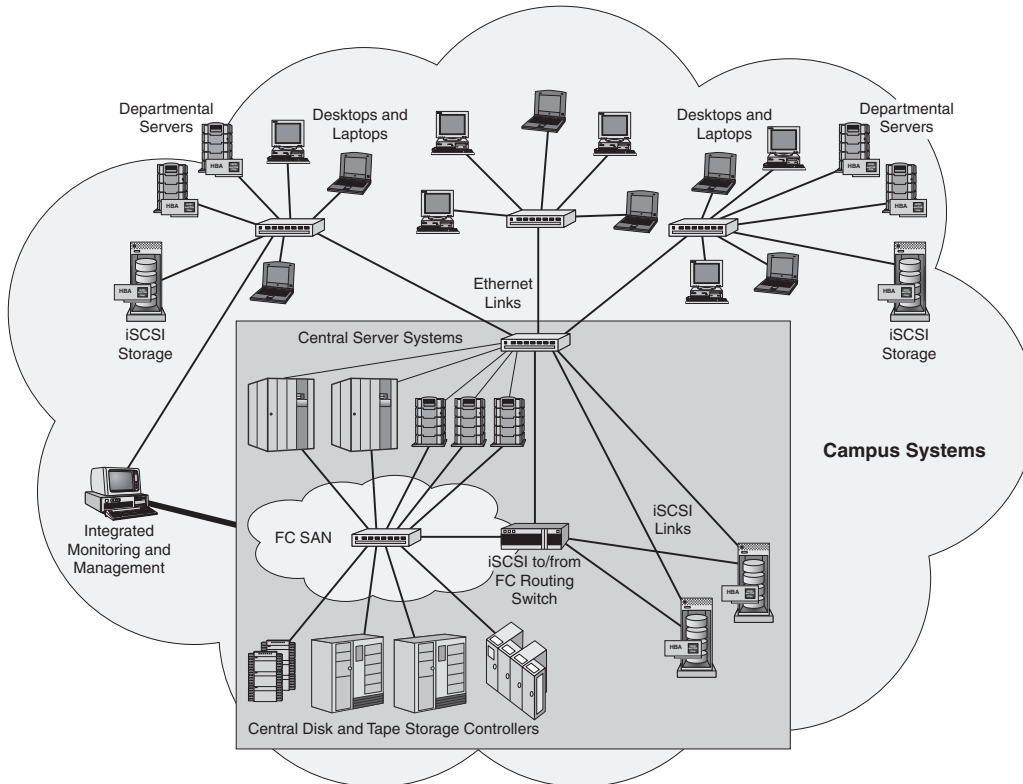 Departmental
Servers
Desktops and
Laptops
Desktops
and
Laptops
Departmental
Servers
HBA
HBA
HBA
HBA
HBA
HBA
iSCSI
Storage
Ethernet
Links
iSCSI
Storage
Central Server Systems
Campus Systems
Integrated
Monitoring and
Management
FC SAN
iSCSI to/from
FC Routing
Switch
iSCSI
Links
HBA
HBA
Central Disk and Tape Storage Controllers